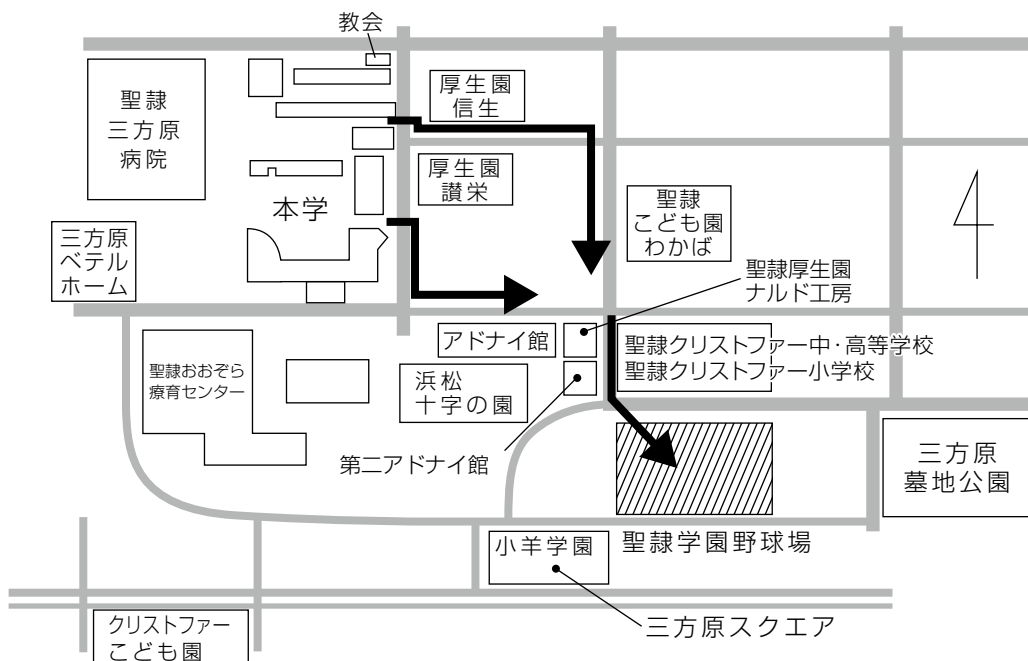 教会
聖隷
三方原
病院
厚生園
信生
厚生園
讃栄
本学
聖隷
こども園
わかば
三方原
ベテル
ホーム
聖隷厚生園
ナルド工房
アドナイ館
聖隷クリストファー中・高等学校
聖隷クリストファー小学校
聖隷おおぞら
療育センター
浜松
十字の園
第二アドナイ館
三方原
墓地公園
小羊学園
聖隷学園野球場
三方原スクエア
クリストファー
こども園